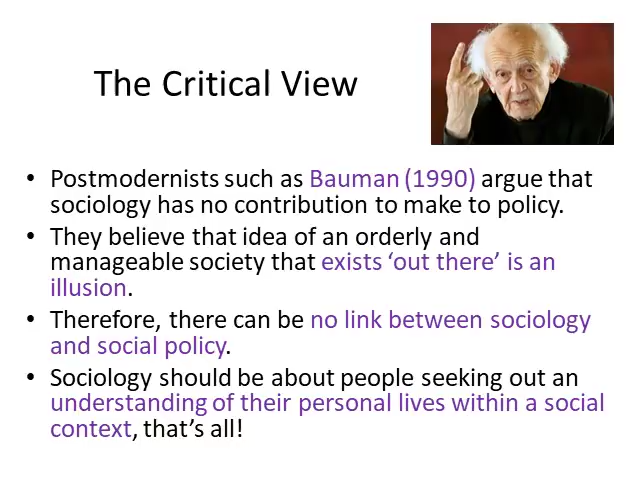 The Critical View
• Postmodernists such as Bauman (1990) argue that
sociology has no contribution to make to policy.
• They believe that idea of an orderly and
manageable society that exists ‘out there’ is an
illusion.
• Therefore, there can be no link between sociology
and social policy.
• Sociology should be about people seeking out an
understanding of their personal lives within a social
context, that’s all!